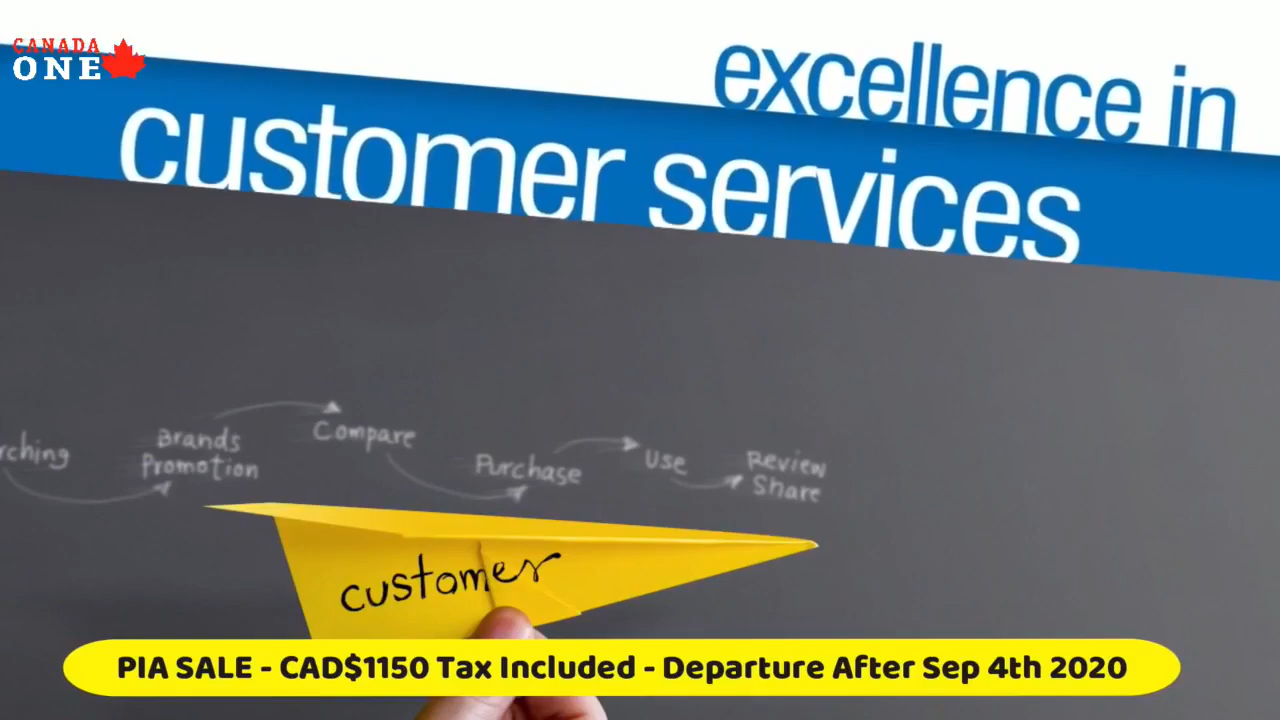 CANADA
ONE
excellence in
customer services
rching
Brands
Promotion
Compare
Purchase
Use
Review
Share
customer
PIA SALE - CAD$1150 Tax Included - Departure After Sep 4th 2020